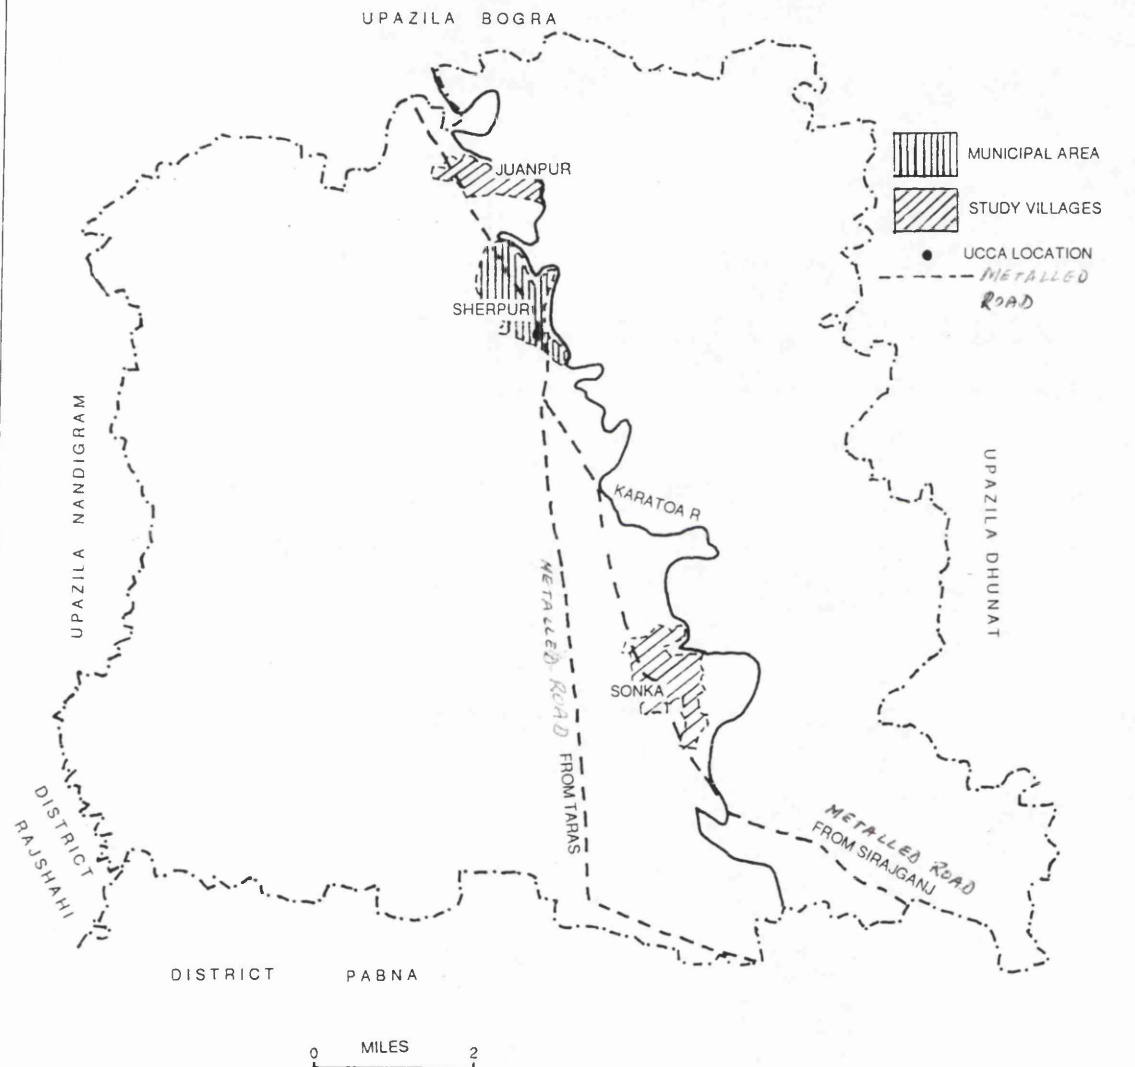 UPAZILA BOGRA
JUANPUR
MUNICIPAL AREA
STUDY VILLAGES
UCCA LOCATION
METALLED
ROAD
SHERPUR
UPAZILA NANDIGRAM
KARATOA R
UPAZILA DHUNAT
METALLED ROAD FROM TARAS
SONKA
METALLED ROAD
FROM SIRAJGANJ
DISTRICT
RAJSHAHI
DISTRICT PABNA
0 MILES 2